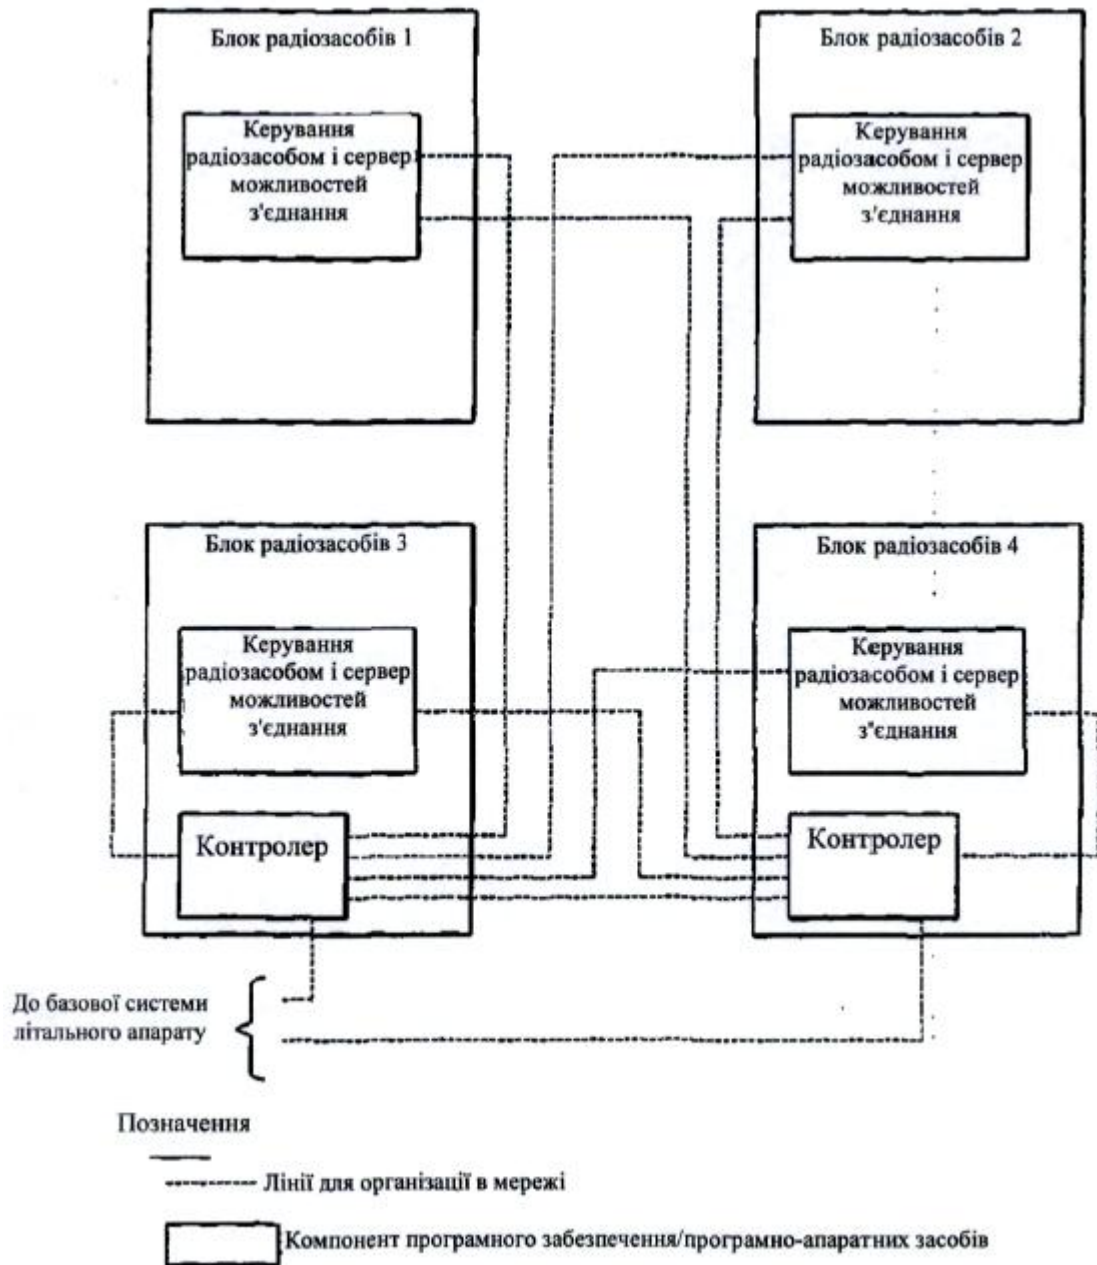 Блок радіозасобів 1
Керування
радіозасобом і сервер
можливостей
з'єднання
Блок радіозасобів 2
Керування
радіозасобом і сервер
можливостей
з'єднання
Блок радіозасобів 3
Керування
радіозасобом і сервер
можливостей
з'єднання
Контролер
Блок радіозасобів 4
Керування
радіозасобом і сервер
можливостей
з'єднання
Контролер
До базової системи
літального апарату
Позначення
Лінії для організації в мережі
Компонент програмного забезпечення/програмно-апаратних засобів